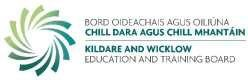 BORD OIDEACHAIS AGUS OILIÚNA
CHILL DARA AGUS CHILL MHANTÁIN
KILDARE AND WICKLOW
EDUCATION AND TRAINING BOARD